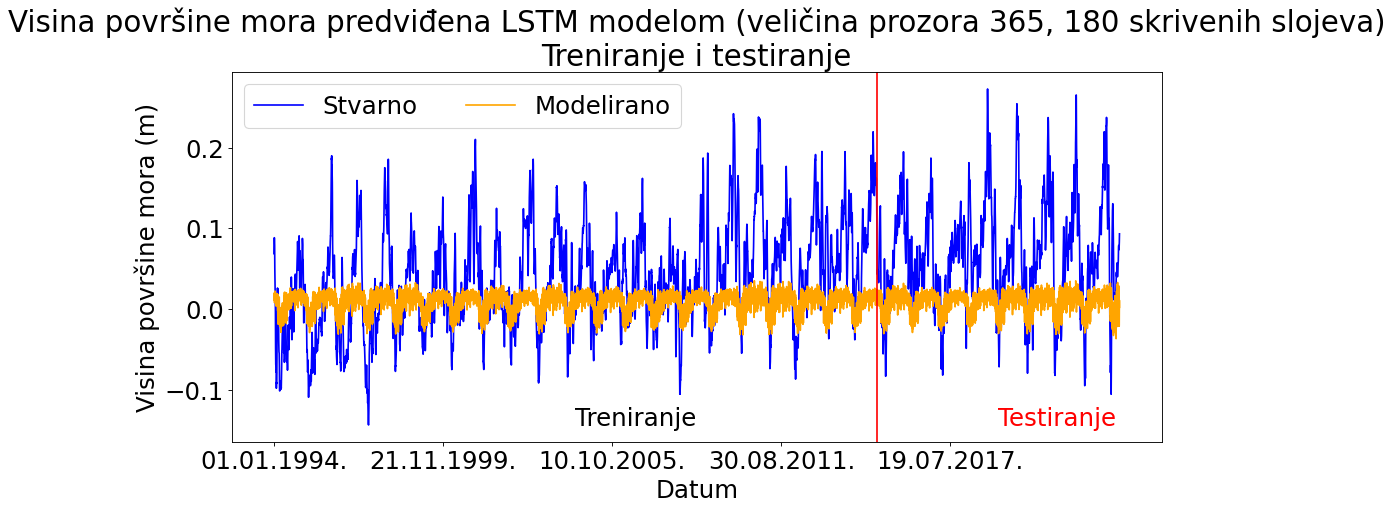 Visina površine mora predviđena LSTM modelom (veličina prozora 365, 180 skrivenih slojeva)
Treniranje i testiranje
Stvarno Modelirano
Visina površine mora (m)
0.2
0.1
0.0
−0.1
Treniranje Testiranje
01.01.1994. 21.11.1999. 10.10.2005. 30.08.2011. 19.07.2017.
Datum